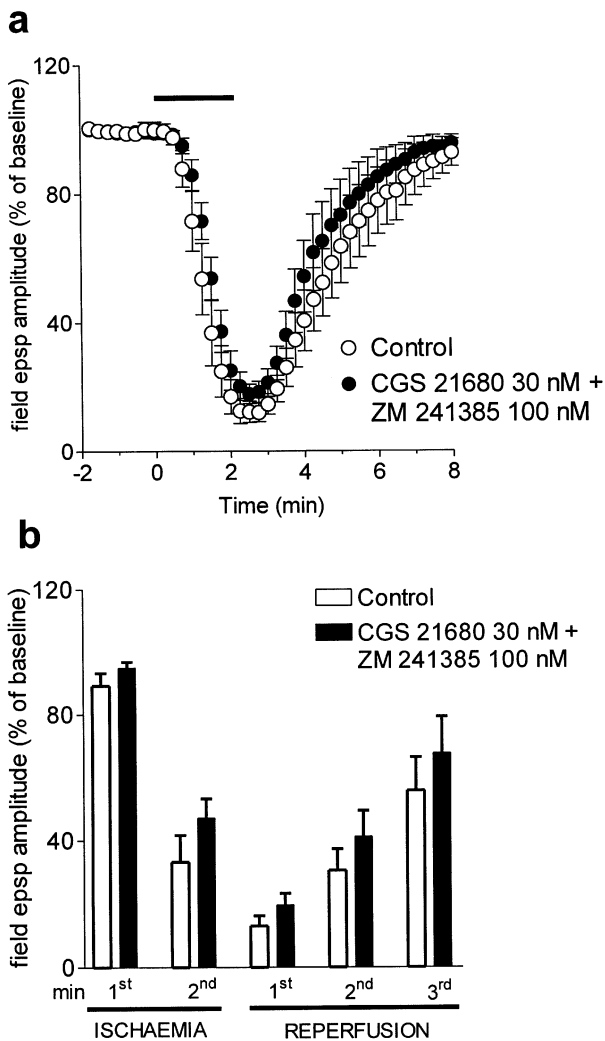 a
field epsp amplitude (% of baseline)
120
80
40
0
-2 0 2 4 6 8
Time (min)
Control
CGS 21680 30 nM +
ZM 241385 100 nM
b
field epsp amplitude (% of baseline)
120
80
40
0
Control
CGS 21680 30 nM +
ZM 241385 100 nM
min 1st 2nd 1st 2nd 3rd
ISCHAEMIA REPERFUSION